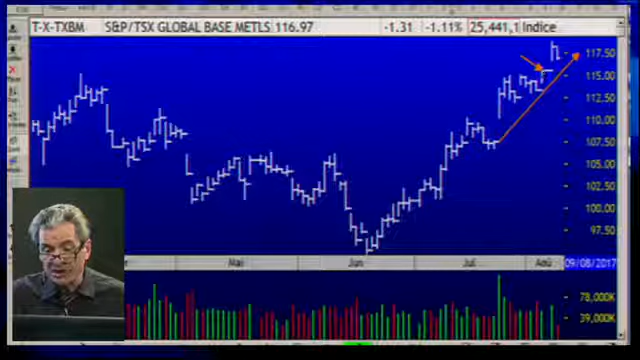 T-X-TXBM S&P/TSX GLOBAL BASE METLS 116.97 -1.31 -1.11% 25,441,1 Indice
117.50
115.00
112.50
110.00
107.50
105.00
102.50
100.00
97.50
Mai Jun Jul Aoû 09/08/2017
78,000K
39,000K